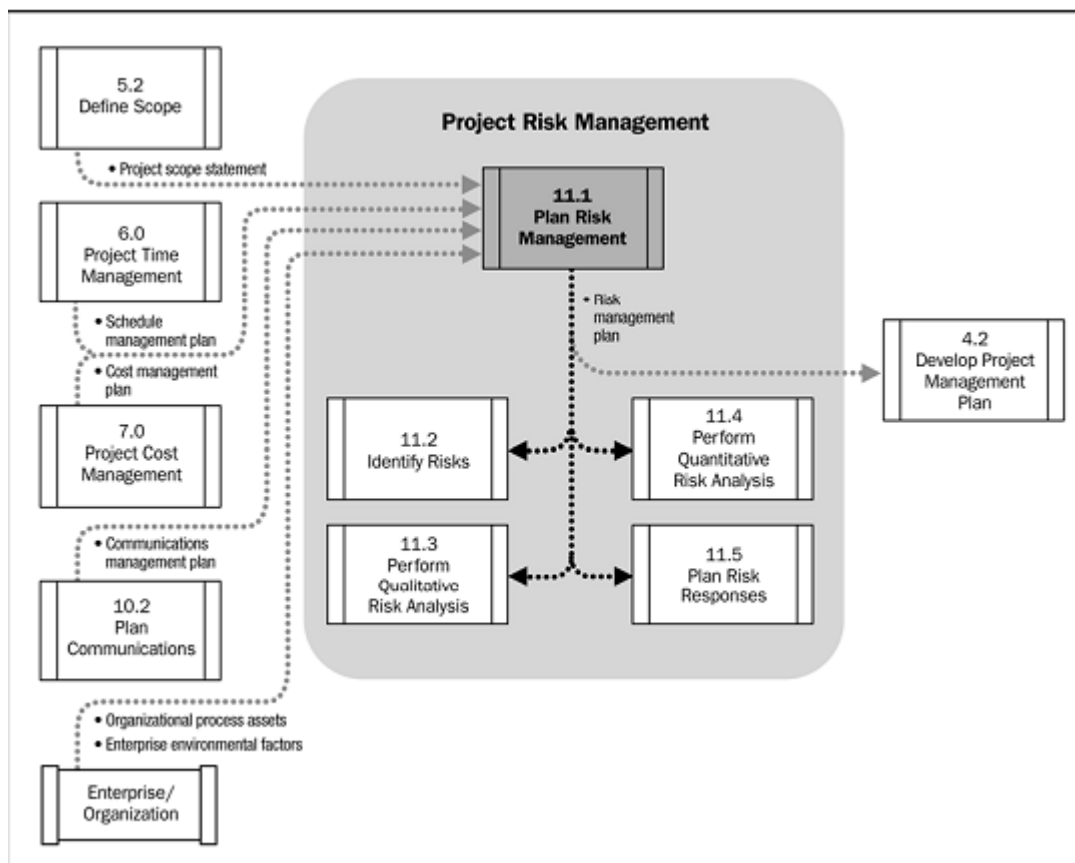 5.2
Define Scope
• Project scope statement
6.0
Project Time
Management
• Schedule
management plan
• Cost management
plan
7.0
Project Cost
Management
• Communications
management plan
10.2
Plan
Communications
• Organizational process assets
• Enterprise environmental factors
Enterprise/
Organization
Project Risk Management
11.1
Plan Risk
Management
• Risk
management
plan
11.2
Identify Risks
11.4
Perform
Quantitative
Risk Analysis
11.3
Perform
Qualitative
Risk Analysis
11.5
Plan Risk
Responses
4.2
Develop Project
Management
Plan